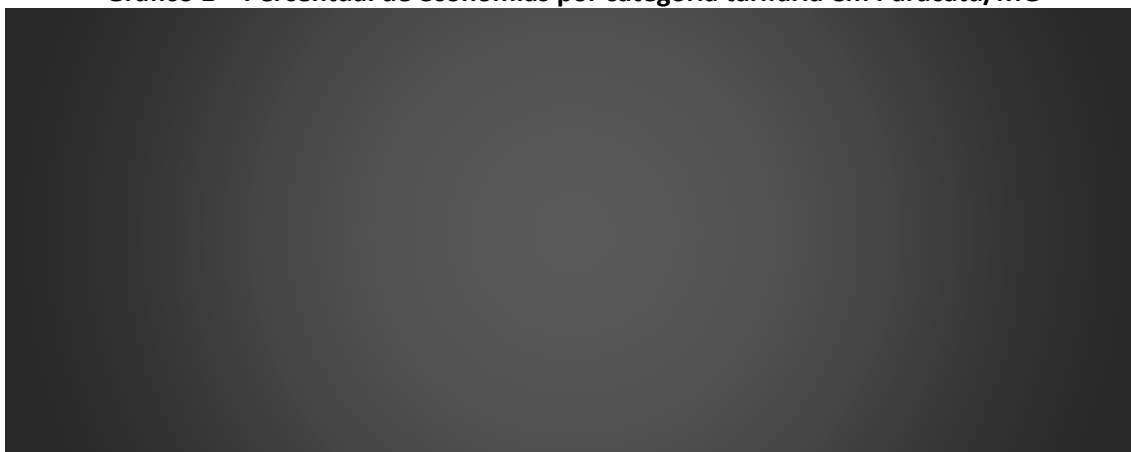 Gráfico 1 – Percentual de economias por categoria tarifária em Paracatu/MG